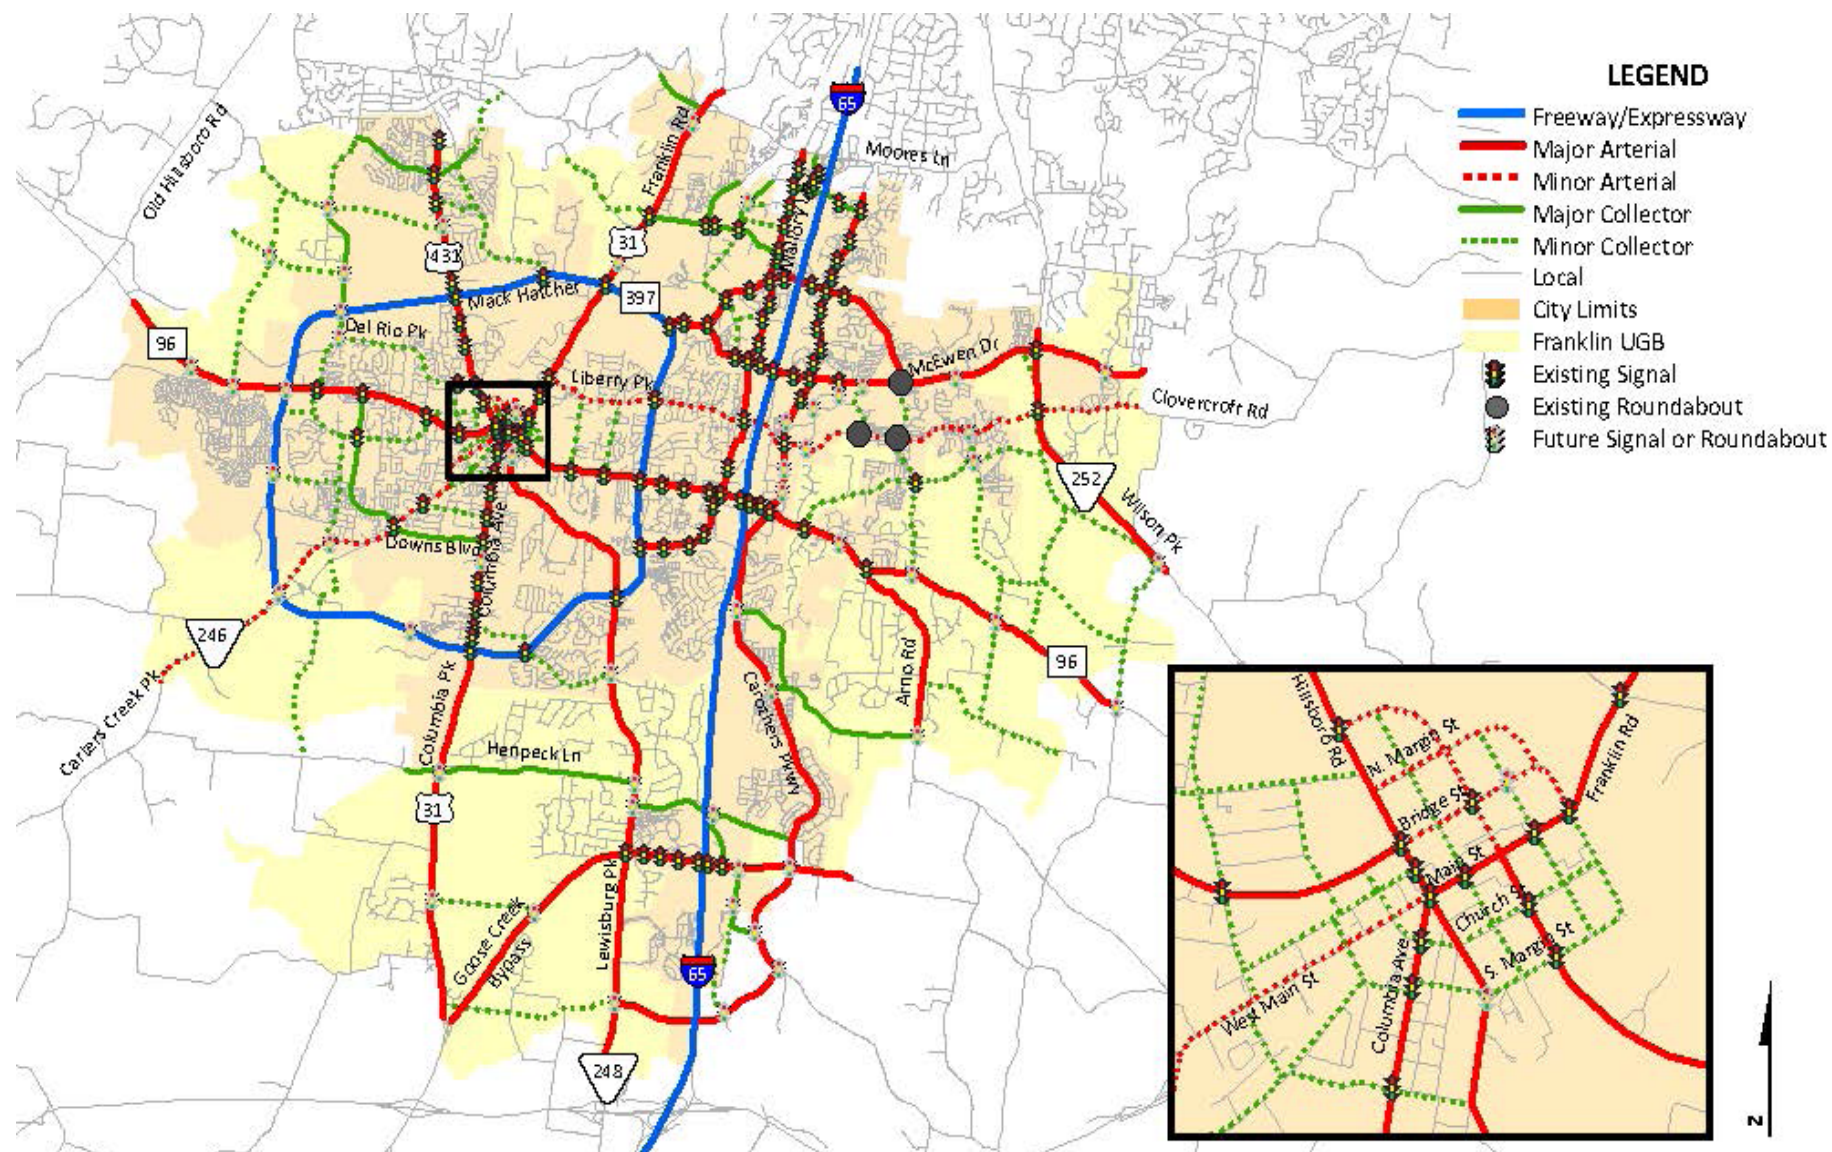 LEGEND
Freeway/Expressway
Major Arterial
Minor Arterial
Major Collector
Minor Collector
Local
City Limits
Franklin UGB
Existing Signal
Existing Roundabout
Future Signal or Roundabout
65
Moores Ln
Old Hillsboro Rd
Franklin Rd
31
431
Mallory
Mack Hatcher
397
96
Del Rio Pk
Liberty Pk
McEwen Dr
Clovercroft Rd
252
Wilson Pk
Downs Blvd
Columbia Ave
246
Carters Creek Pk
96
Arno Rd
Carothers Pkwy
Columbia Pk
Henpeck Ln
31
Goose Creek
Bypass
Lewisburg Pk
65
248
Hillsboro Rd
N. Margin St
Franklin Rd
Bridge St
Main St
Church St
S. Margin St
West Main St
Columbia Ave
N